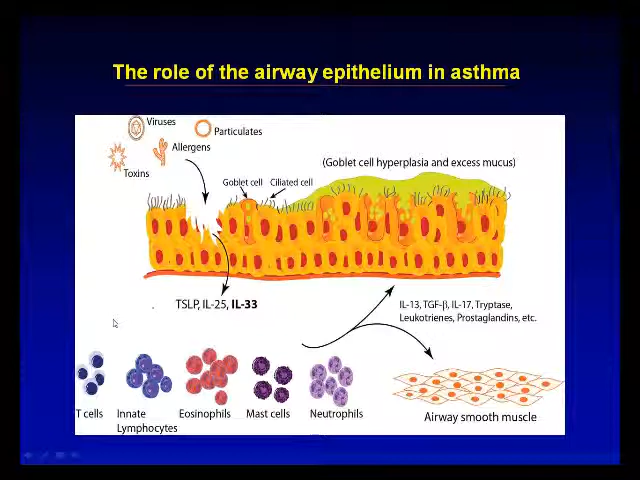 The role of the airway epithelium in asthma
Viruses
Particulates
Allergens
Toxins
(Goblet cell hyperplasia and excess mucus)
Goblet cell
Ciliated cell
TSLP, IL-25, IL-33
IL-13, TGF-β, IL-17, Tryptase,
Leukotrienes, Prostaglandins, etc.
T cells
Innate
Lymphocytes
Eosinophils
Mast cells
Neutrophils
Airway smooth muscle